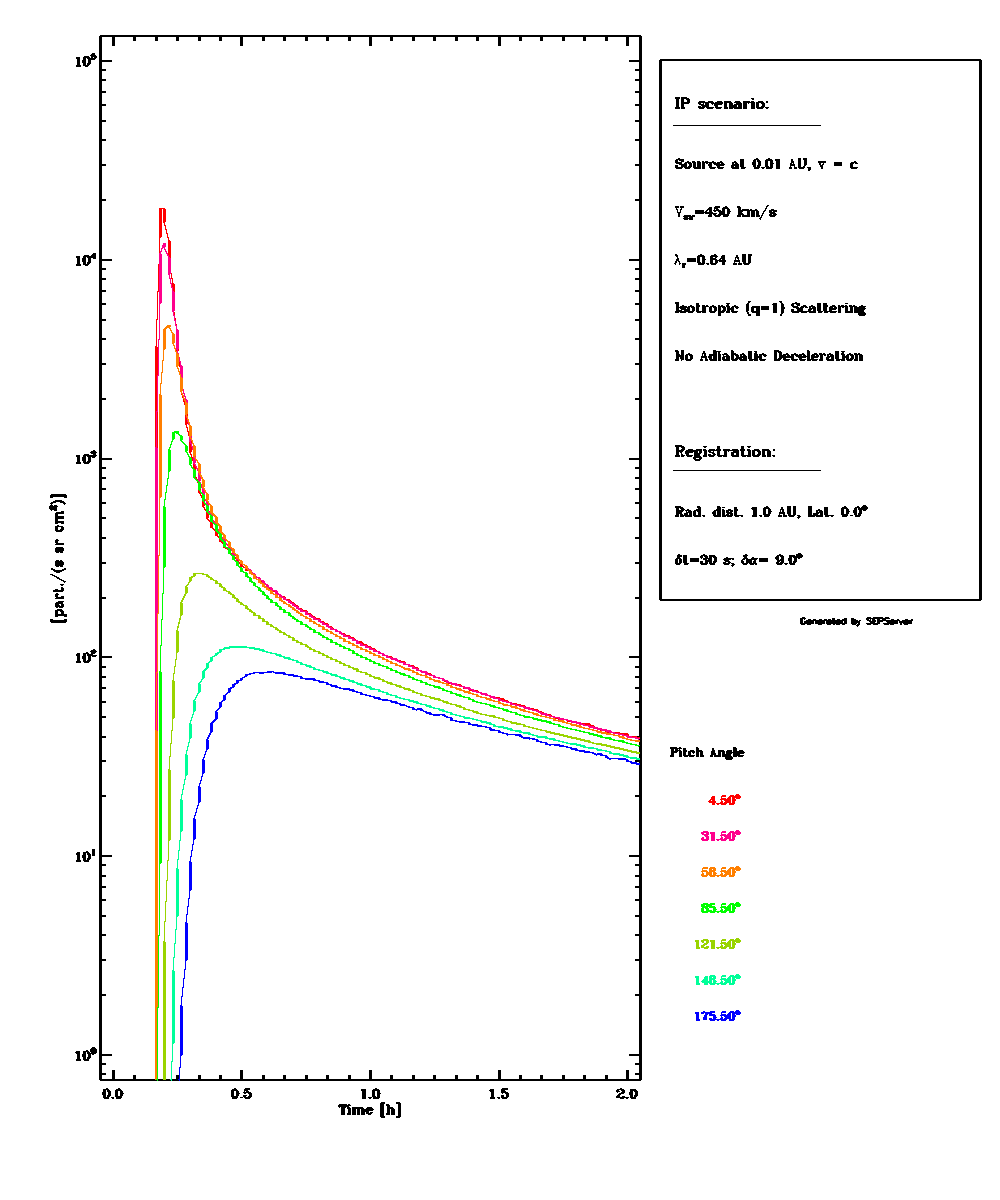 10⁵
10⁴
10³
10²
10¹
10⁰
[part./(s sr cm²)]
0.0 0.5 1.0 1.5 2.0
Time [h]
IP scenario:
Source at 0.01 AU, v = c
Vsw=450 km/s
λr=0.64 AU
Isotropic (q=1) Scattering
No Adiabatic Deceleration
Registration:
Rad. dist. 1.0 AU, Lat. 0.0°
δt=30 s; δα= 9.0°
Generated by SEPServer
Pitch Angle
4.50°
31.50°
58.50°
85.50°
121.50°
148.50°
175.50°